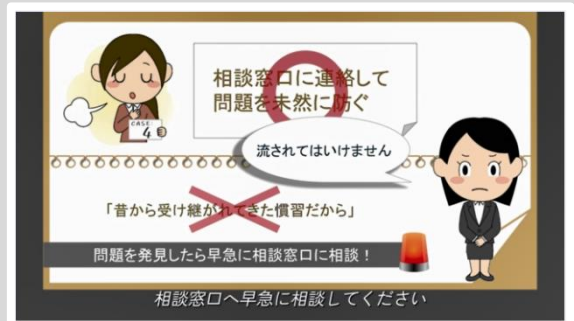 CASE
4
相談窓口に連絡して
問題を未然に防ぐ
流されてはいけません
「昔から受け継がれてきた慣習だから」
問題を発見したら早急に相談窓口に相談！
相談窓口へ早急に相談してください